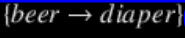 {beer → diaper}